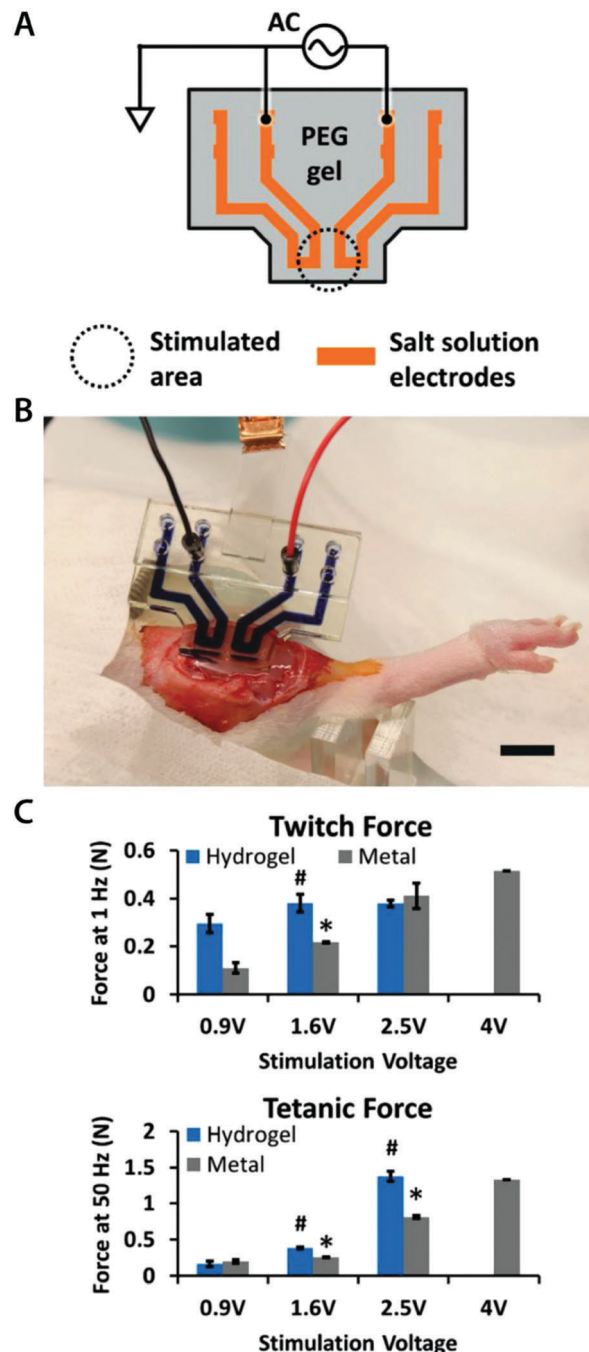 A
AC
PEG
gel
Stimulated
area
Salt solution
electrodes
B
C
Twitch Force
Hydrogel
Metal
#
*
Force at 1 Hz (N)
0.6
0.4
0.2
0
0.9V
1.6V
2.5V
4V
Stimulation Voltage
Tetanic Force
Hydrogel
Metal
#
*
#
*
Force at 50 Hz (N)
2
1.5
1
0.5
0
0.9V
1.6V
2.5V
4V
Stimulation Voltage